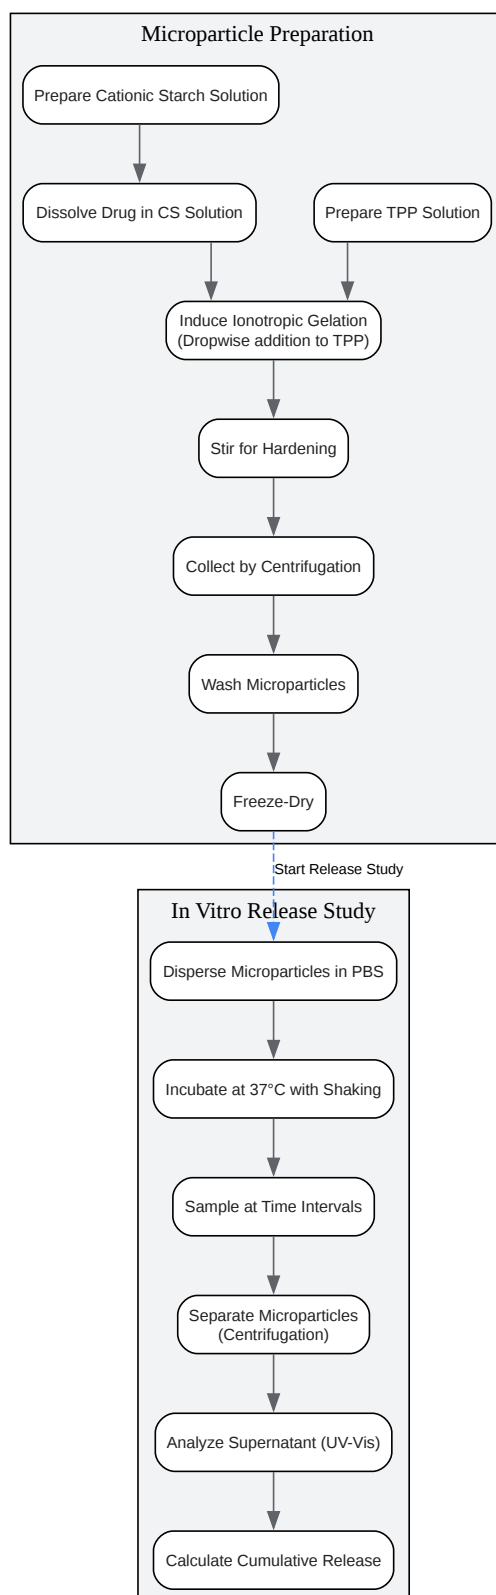 Microparticle Preparation
Prepare Cationic Starch Solution
Dissolve Drug in CS Solution
Prepare TPP Solution
Induce Ionotropic Gelation
(Dropwise addition to TPP)
Stir for Hardening
Collect by Centrifugation
Wash Microparticles
Freeze-Dry
Start Release Study
In Vitro Release Study
Disperse Microparticles in PBS
Incubate at 37°C with Shaking
Sample at Time Intervals
Separate Microparticles
(Centrifugation)
Analyze Supernatant (UV-Vis)
Calculate Cumulative Release